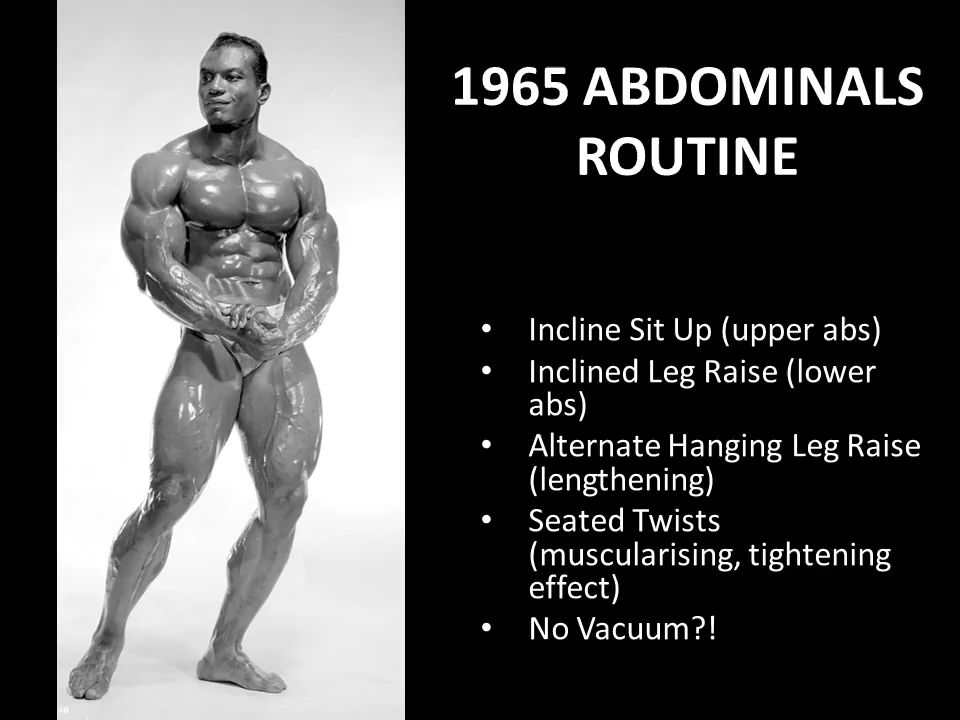 1965 ABDOMINALS
ROUTINE
• Incline Sit Up (upper abs)
• Inclined Leg Raise (lower
abs)
• Alternate Hanging Leg Raise
(lengthening)
• Seated Twists
(muscularising, tightening
effect)
• No Vacuum?!